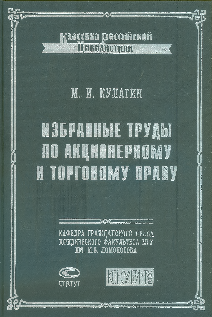 Классика российской
цивилистики
М. И. КУЛАГИН
ИЗБРАННЫЕ ТРУДЫ
ПО АКЦИОНЕРНОМУ
И ТОРГОВОМУ ПРАВУ
КАФЕДРА ГРАЖДАНСКОГО ПРАВА
ЮРИДИЧЕСКОГО ФАКУЛЬТЕТА МГУ
ИМ. М.В. ЛОМОНОСОВА
СТАТУТ